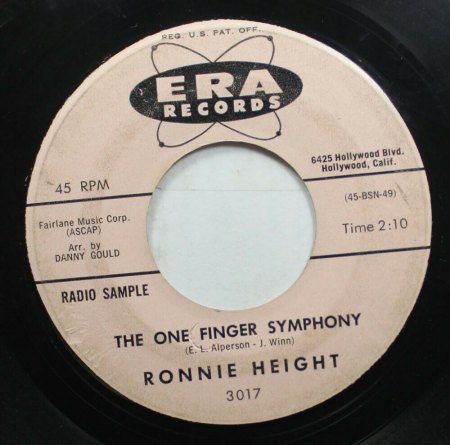 REG. U.S. PAT. OFF.
ERA
RECORDS
6425 Hollywood Blvd.
Hollywood, Calif.
45 RPM
(45-BSN-49)
Fairlane Music Corp.
(ASCAP)
Time 2:10
Arr. by
DANNY GOULD
RADIO SAMPLE
THE ONE FINGER SYMPHONY
(E. L. Alperson - J. Winn)
RONNIE HEIGHT
3017